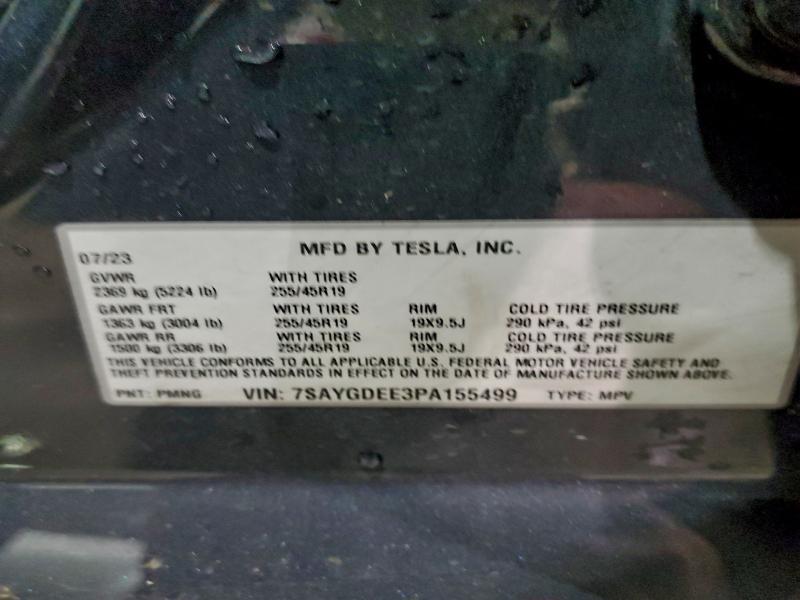 MFD BY TESLA, INC.
07/23
GVWR WITH TIRES
2369 kg (5224 lb) 255/45R19
GAWR FRT WITH TIRES RIM COLD TIRE PRESSURE
1363 kg (3004 lb) 255/45R19 19X9.5J 290 kPa, 42 psi
GAWR RR WITH TIRES RIM COLD TIRE PRESSURE
1500 kg (3306 lb) 255/45R19 19X9.5J 290 kPa, 42 psi
THIS VEHICLE CONFORMS TO ALL APPLICABLE U.S. FEDERAL MOTOR VEHICLE SAFETY AND
THEFT PREVENTION STANDARDS IN EFFECT ON THE DATE OF MANUFACTURE SHOWN ABOVE.
PNT: PMNG VIN: 7SAYGDEE3PA155499 TYPE: MPV